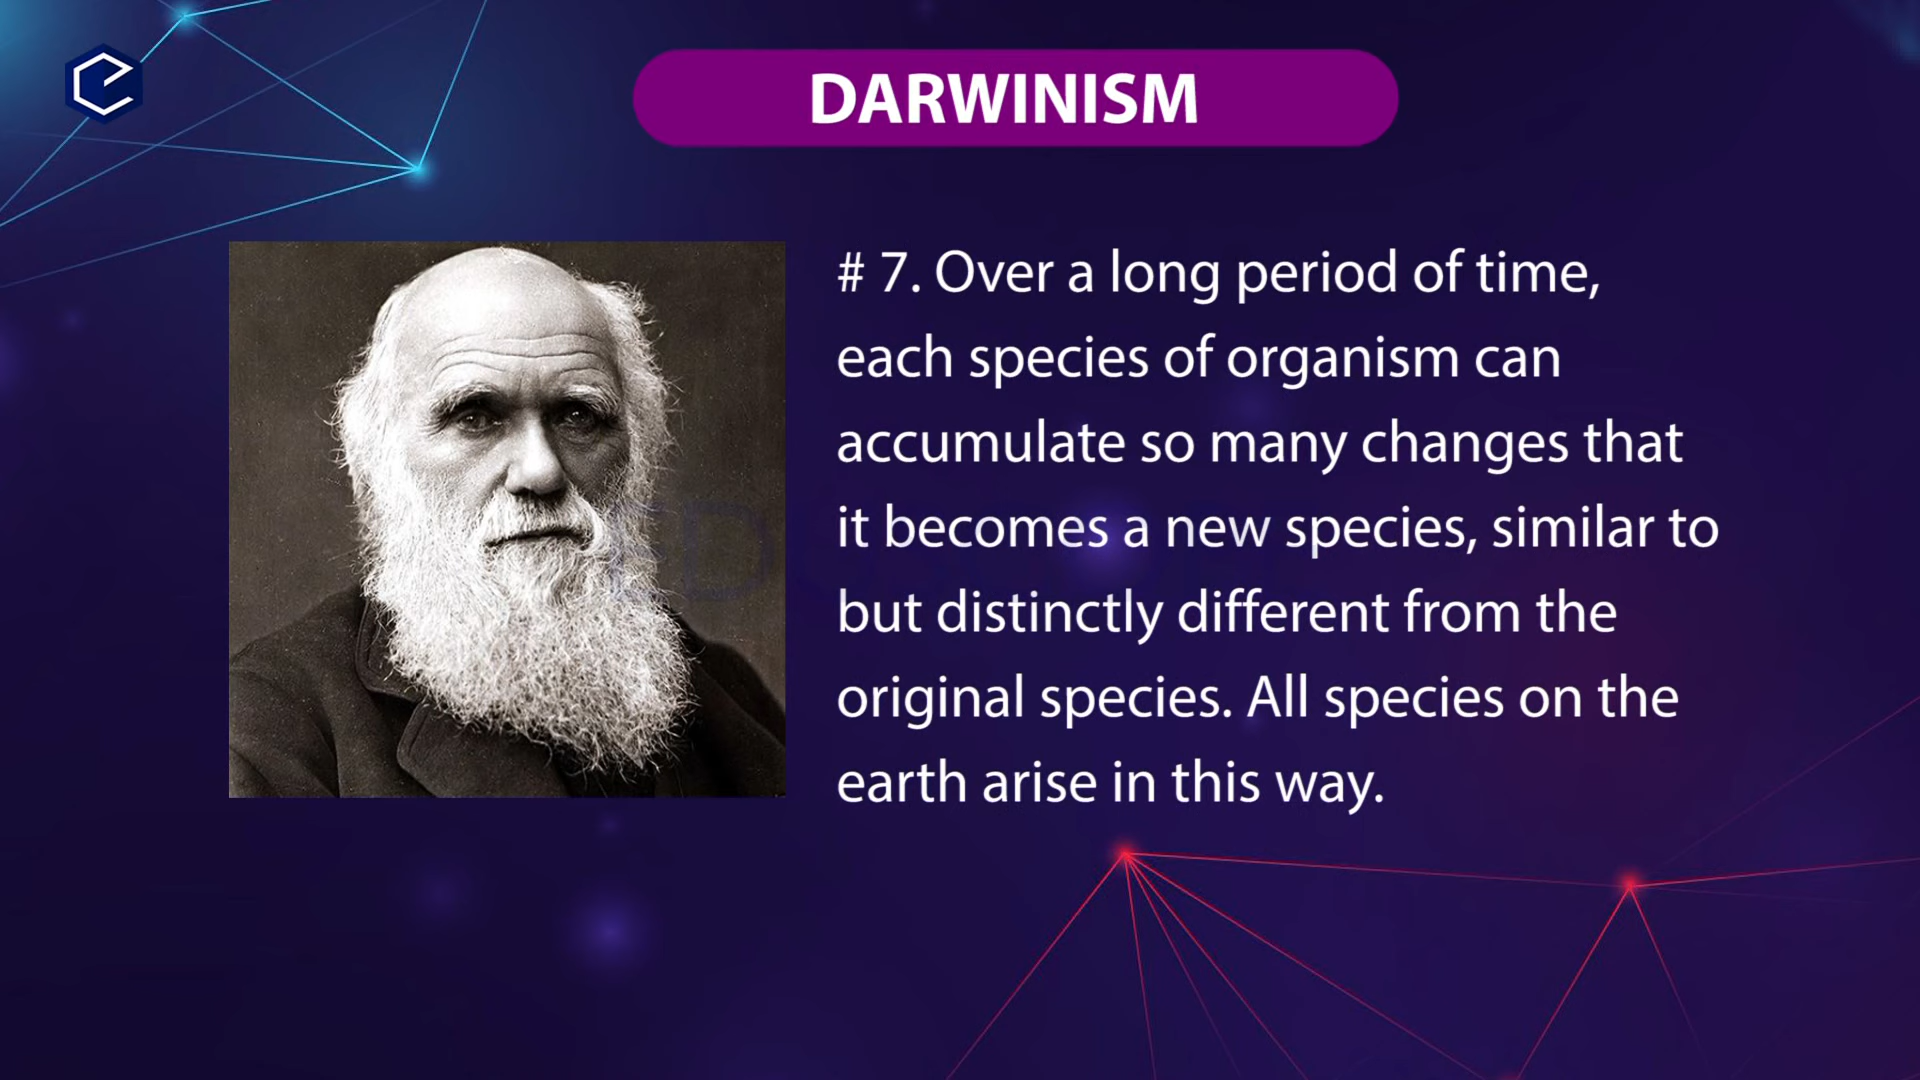 DARWINISM
# 7. Over a long period of time,
each species of organism can
accumulate so many changes that
it becomes a new species, similar to
but distinctly different from the
original species. All species on the
earth arise in this way.